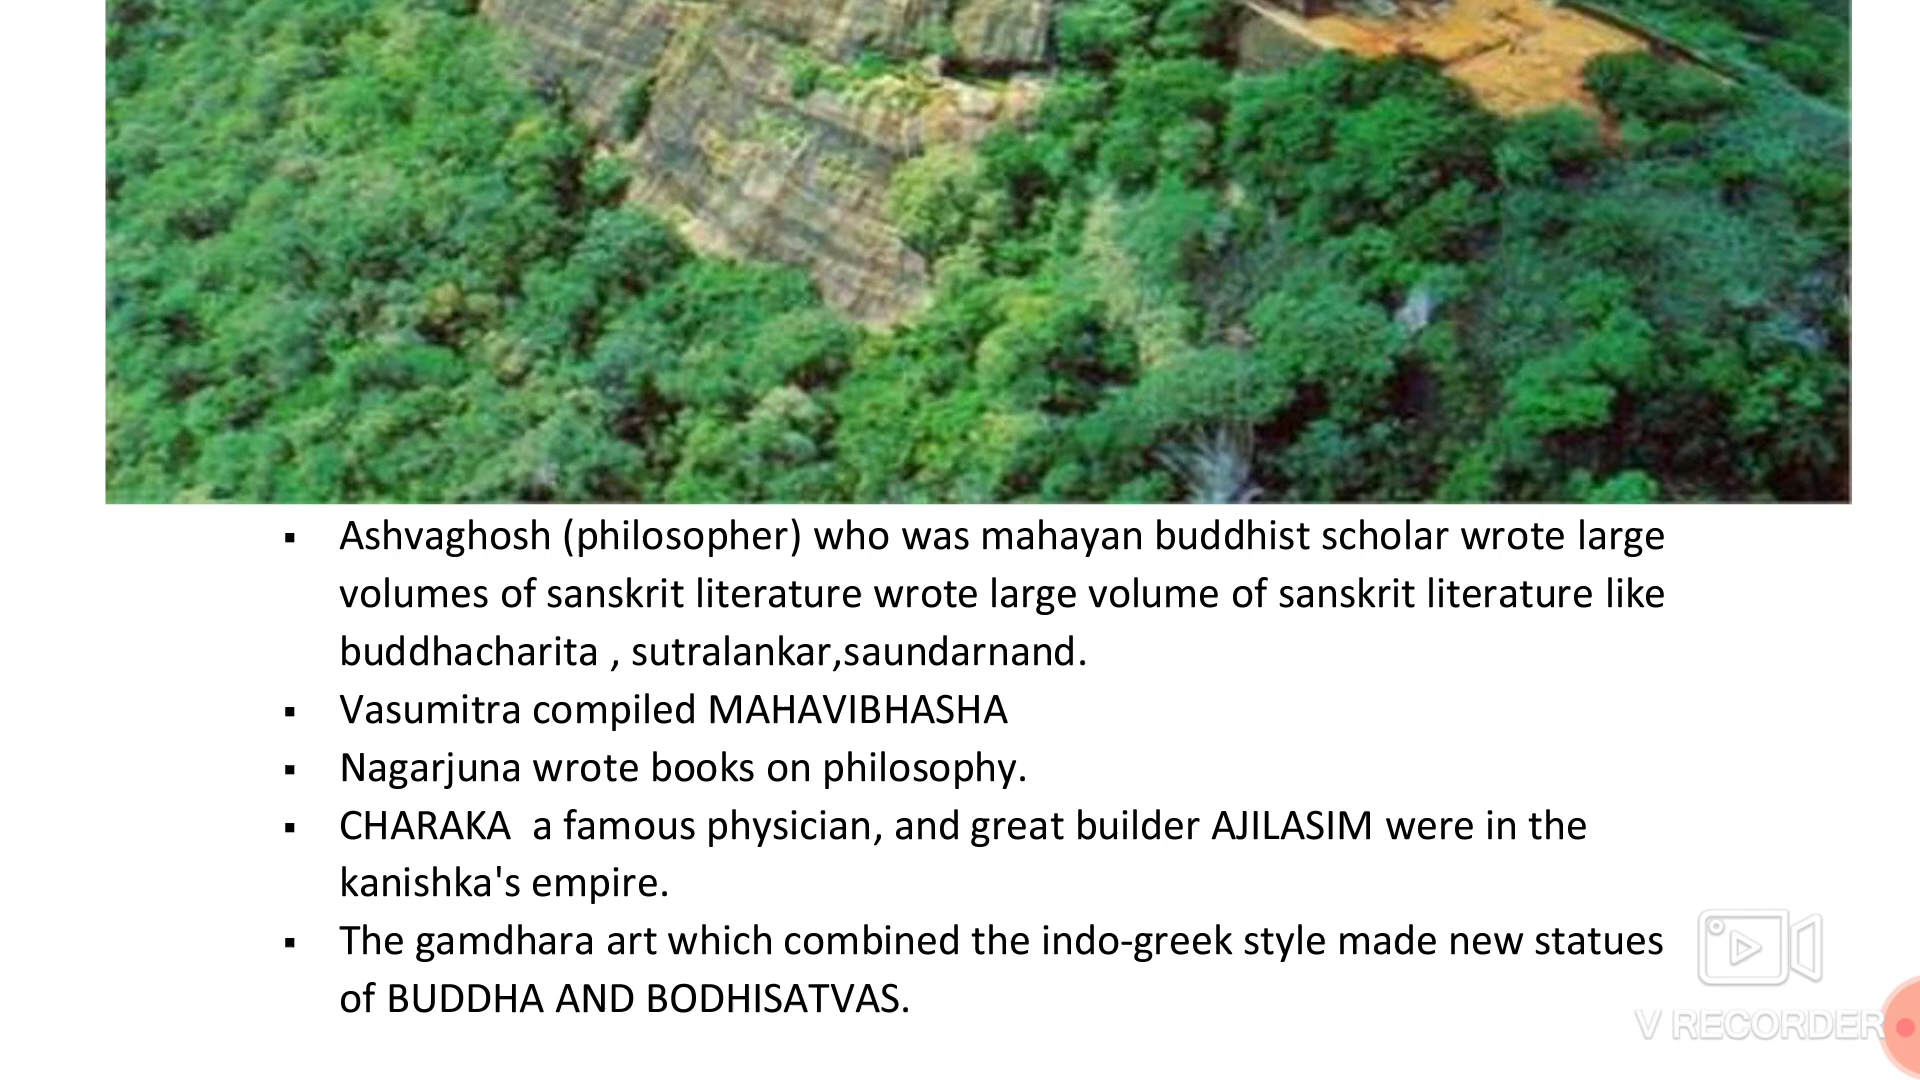 ▪ Ashvaghosh (philosopher) who was mahayan buddhist scholar wrote large
volumes of sanskrit literature wrote large volume of sanskrit literature like
buddhacharita , sutralankar,saundarnand.
▪ Vasumitra compiled MAHAVIBHASHA
▪ Nagarjuna wrote books on philosophy.
▪ CHARAKA  a famous physician, and great builder AJILASIM were in the
kanishka's empire.
▪ The gamdhara art which combined the indo-greek style made new statues
of BUDDHA AND BODHISATVAS.
V RECORDER